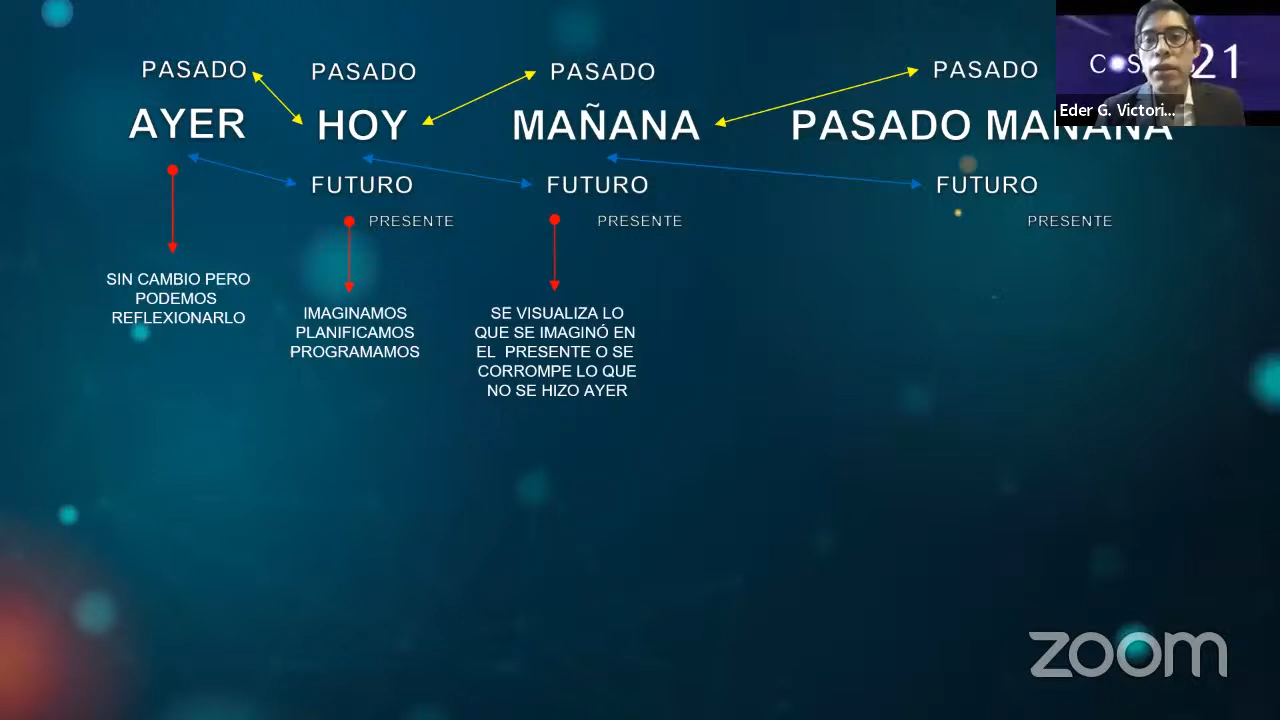 PASADO
PASADO
PASADO
PASADO
AYER
HOY
MAÑANA
PASADO MAÑANA
FUTURO
FUTURO
FUTURO
PRESENTE
PRESENTE
PRESENTE
SIN CAMBIO PERO
PODEMOS
REFLEXIONARLO
IMAGINAMOS
PLANIFICAMOS
PROGRAMAMOS
SE VISUALIZA LO
QUE SE IMAGINÓ EN
EL PRESENTE O SE
CORROMPE LO QUE
NO SE HIZO AYER
21
Eder G. Victori...
zoom